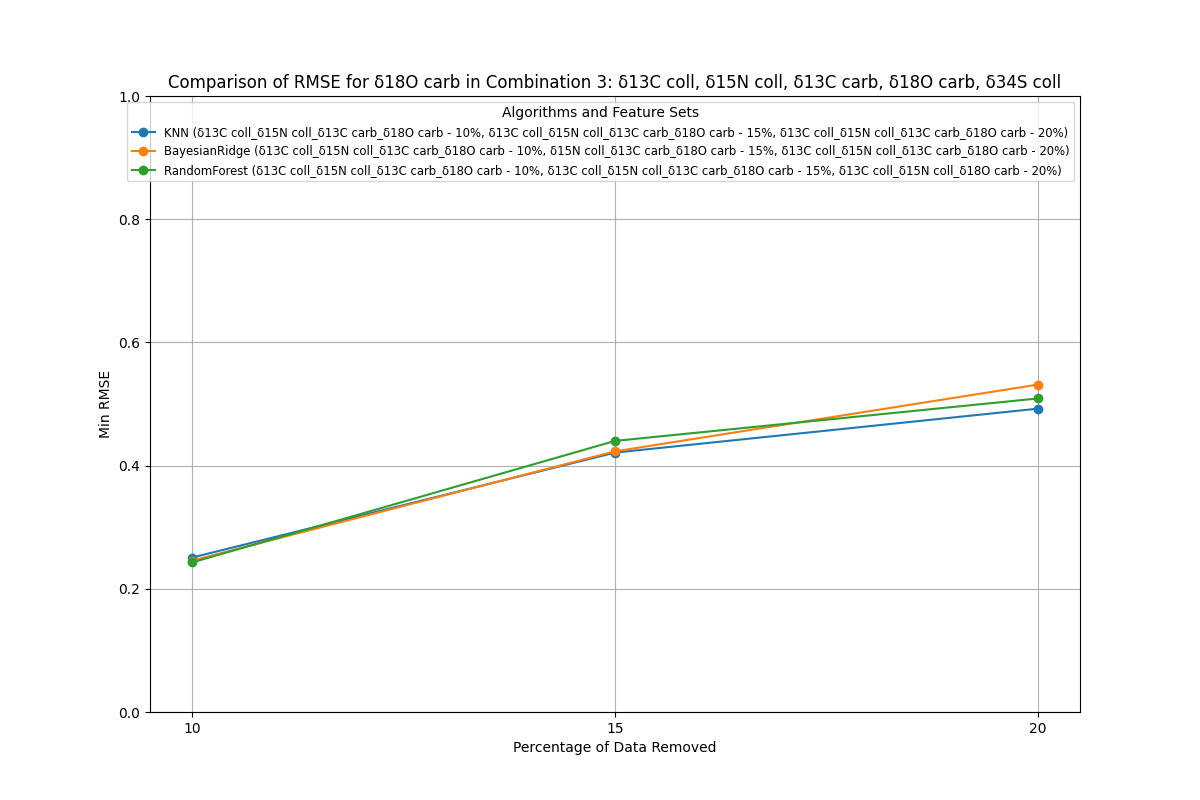 Comparison of RMSE for δ18O carb in Combination 3: δ13C coll, δ15N coll, δ13C carb, δ18O carb, δ34S coll
1.0
Algorithms and Feature Sets
KNN (δ13C coll_δ15N coll_δ13C carb_δ18O carb - 10%, δ13C coll_δ15N coll_δ13C carb_δ18O carb - 15%, δ13C coll_δ15N coll_δ13C carb_δ18O carb - 20%)
BayesianRidge (δ13C coll_δ15N coll_δ13C carb_δ18O carb - 10%, δ15N coll_δ13C carb_δ18O carb - 15%, δ13C coll_δ15N coll_δ13C carb_δ18O carb - 20%)
RandomForest (δ13C coll_δ15N coll_δ13C carb_δ18O carb - 10%, δ13C coll_δ15N coll_δ13C carb_δ18O carb - 15%, δ13C coll_δ15N coll_δ18O carb - 20%)
0.8
0.6
Min RMSE
0.4
0.2
0.0
10 15 20
Percentage of Data Removed